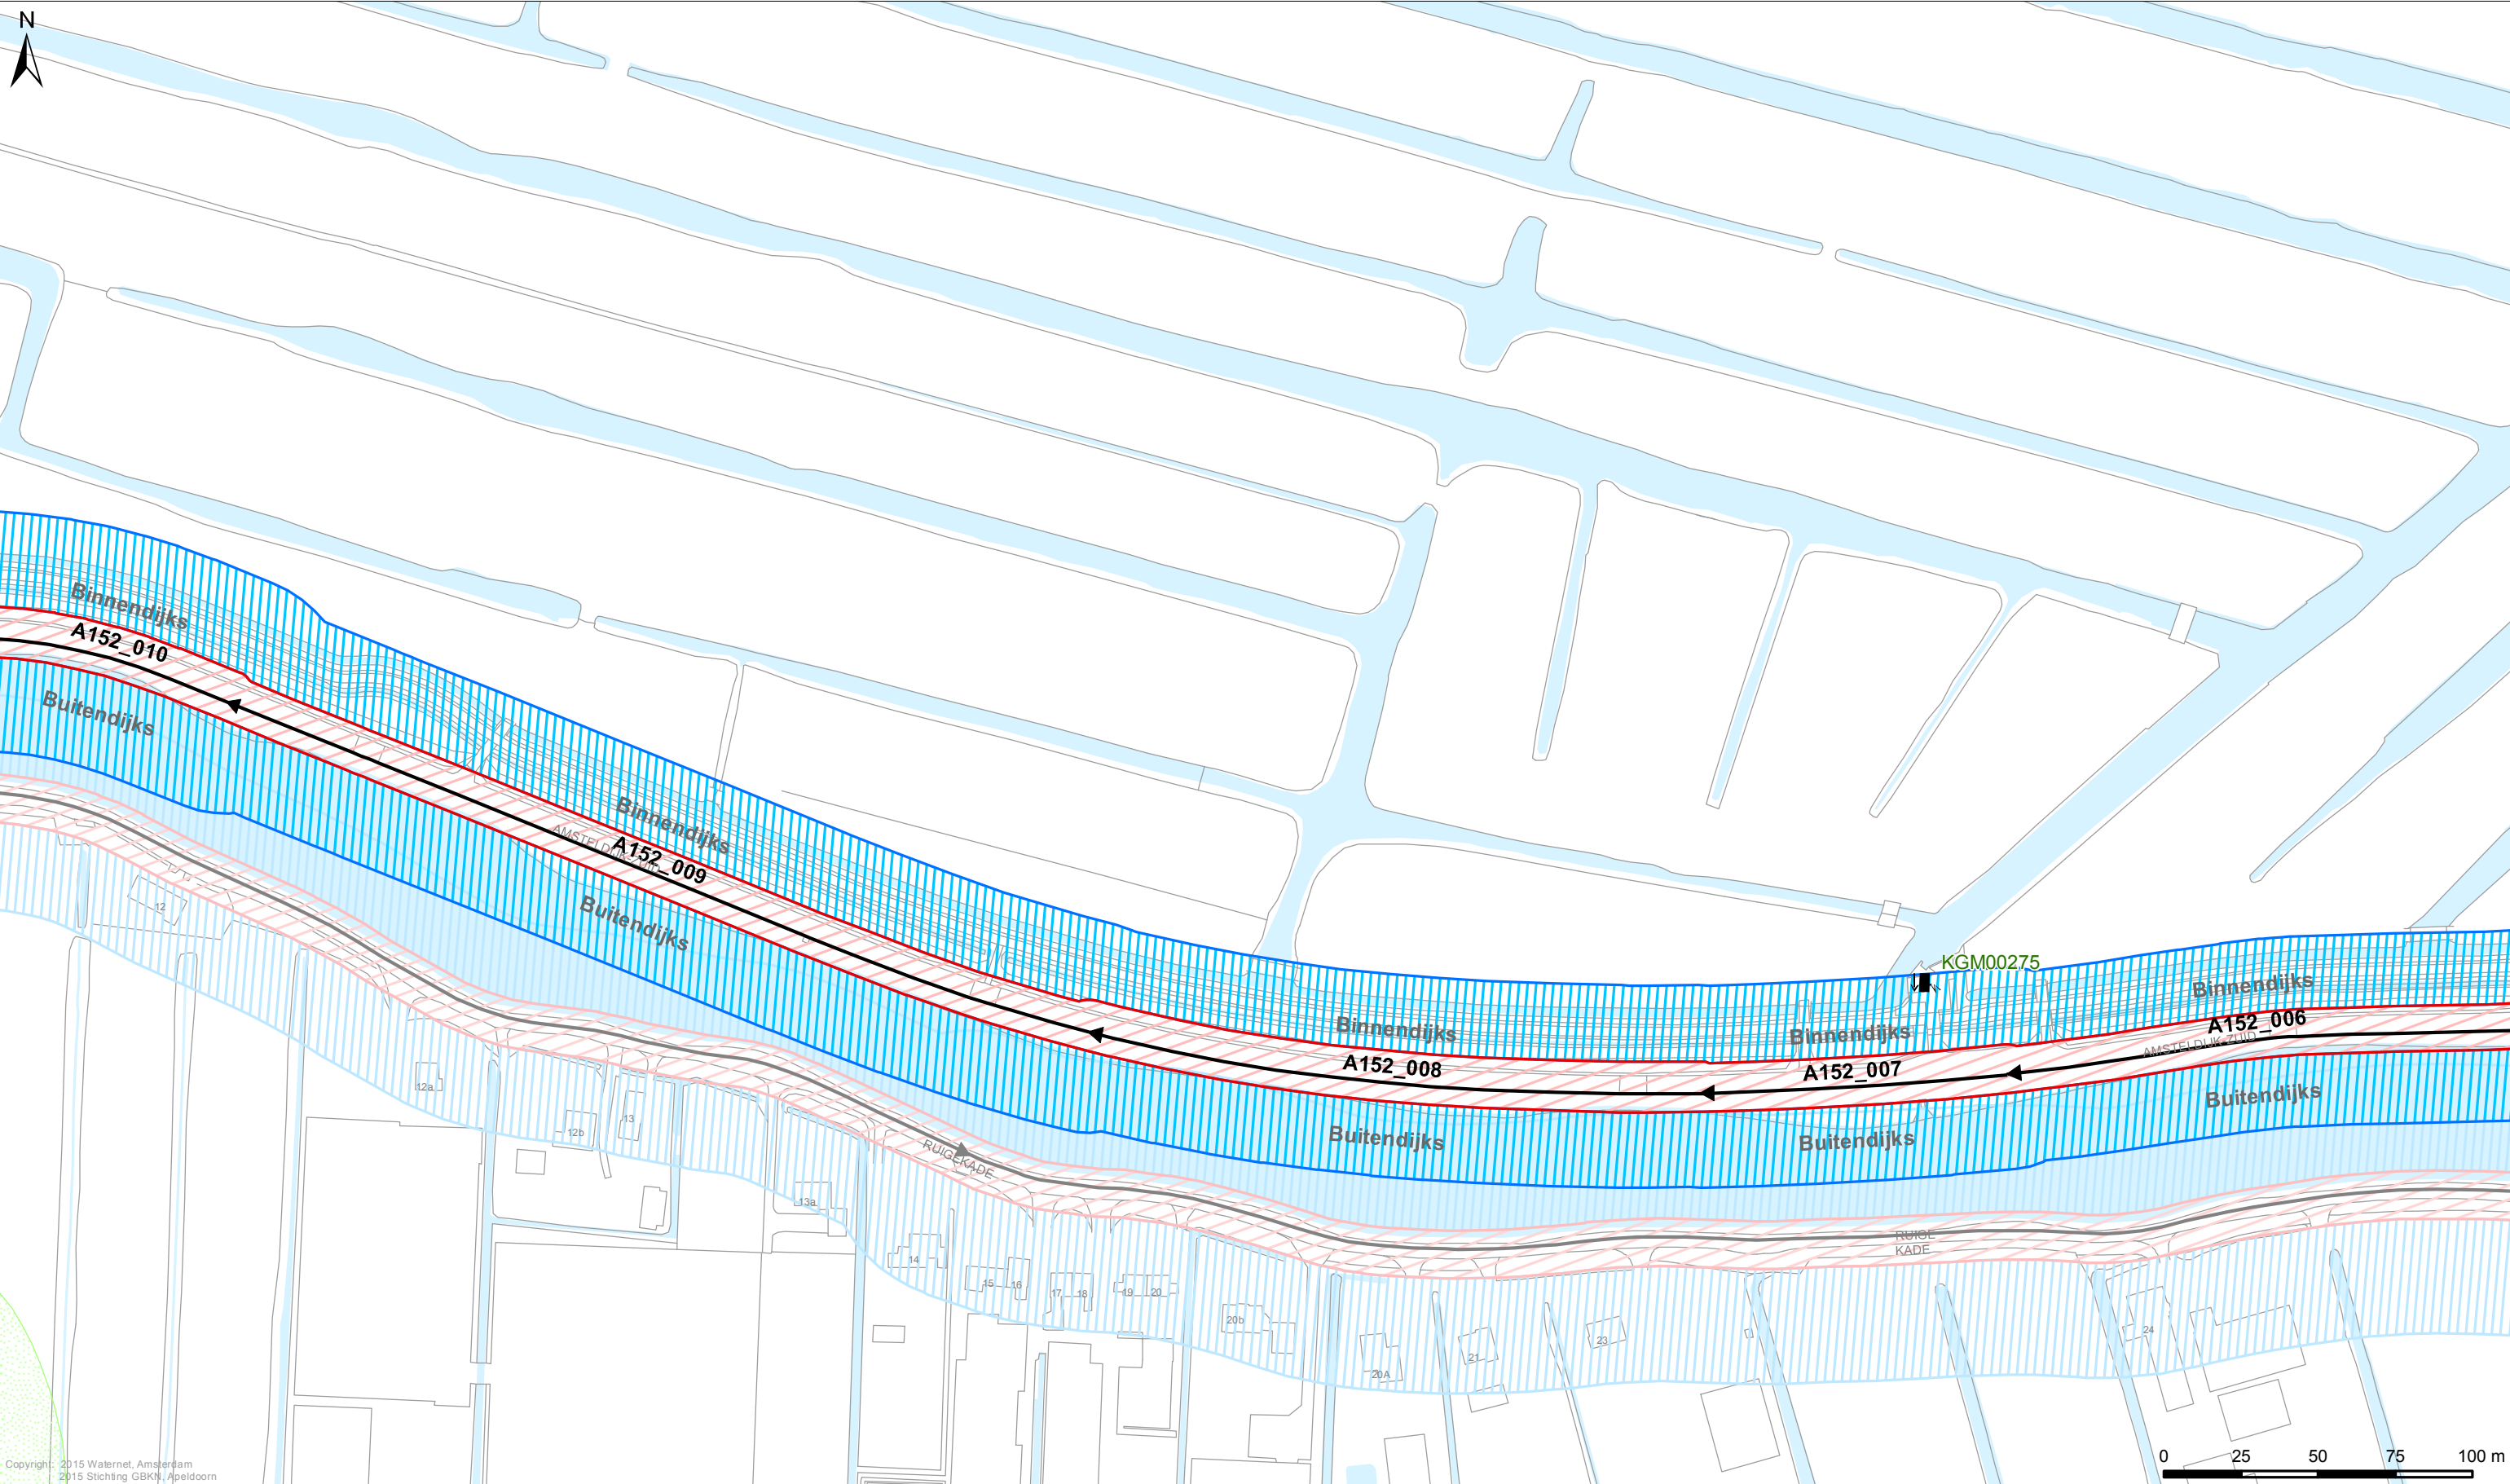 N
Binnendijks
A152_010
Buitendijks
Binnendijks
AMSTELDIJK-ZUID
A152_009
Buitendijks
KGM00275
Binnendijks
Binnendijks
Binnendijks
A152_006
AMSTELDIJK-ZUID
A152_008
A152_007
Buitendijks
Buitendijks
Buitendijks
12
12a
12b
13
13a
RUIGEKADE
RUIGE
KADE
14
15
16
17
18
19
20
20b
20A
21
23
24
0 25 50 75 100 m
Copyright: 2015 Waternet, Amsterdam
2015 Stichting GBKN, Apeldoorn